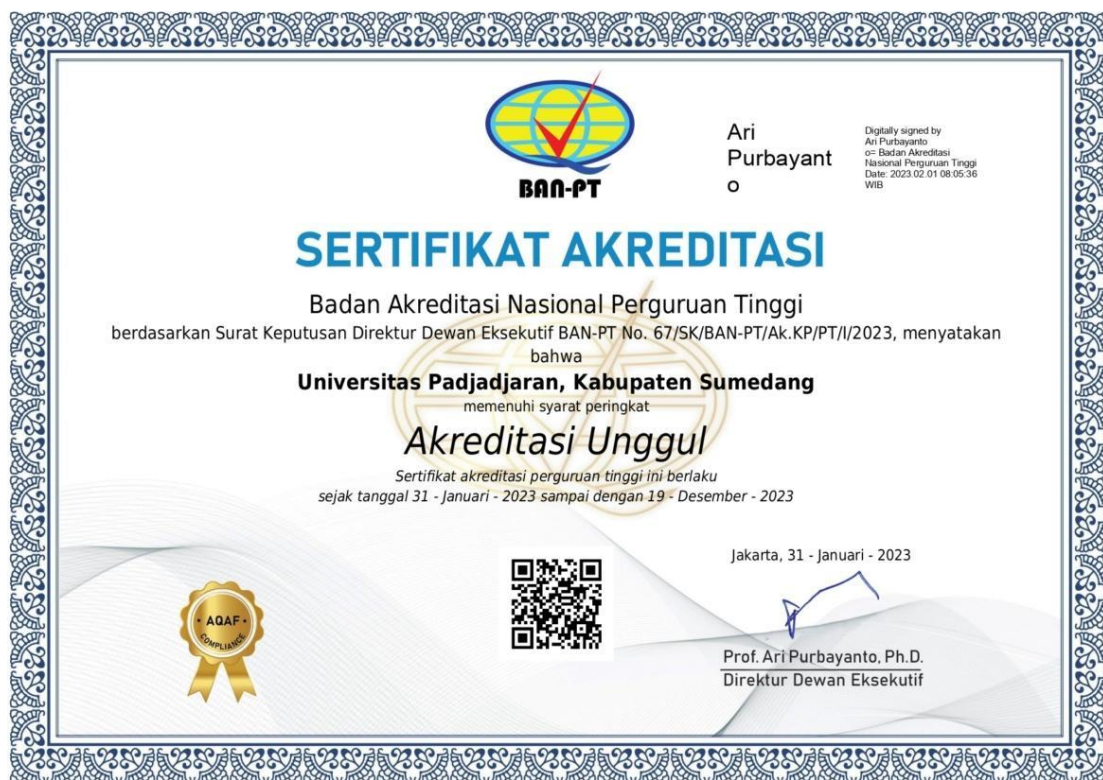 BAN-PT
Ari
Purbayant
o
Digitally signed by
Ari Purbayanto
o= Badan Akreditasi
Nasional Perguruan Tinggi
Date: 2023.02.01 08:05:36
WIB
SERTIFIKAT AKREDITASI
Badan Akreditasi Nasional Perguruan Tinggi
berdasarkan Surat Keputusan Direktur Dewan Eksekutif BAN-PT No. 67/SK/BAN-PT/Ak.KP/PT/I/2023, menyatakan
bahwa
Universitas Padjadjaran, Kabupaten Sumedang
memenuhi syarat peringkat
Akreditasi Unggul
Sertifikat akreditasi perguruan tinggi ini berlaku
sejak tanggal 31 - Januari - 2023 sampai dengan 19 - Desember - 2023
Jakarta, 31 - Januari - 2023
AQAF
COMPLIANCE
Prof. Ari Purbayanto, Ph.D.
Direktur Dewan Eksekutif